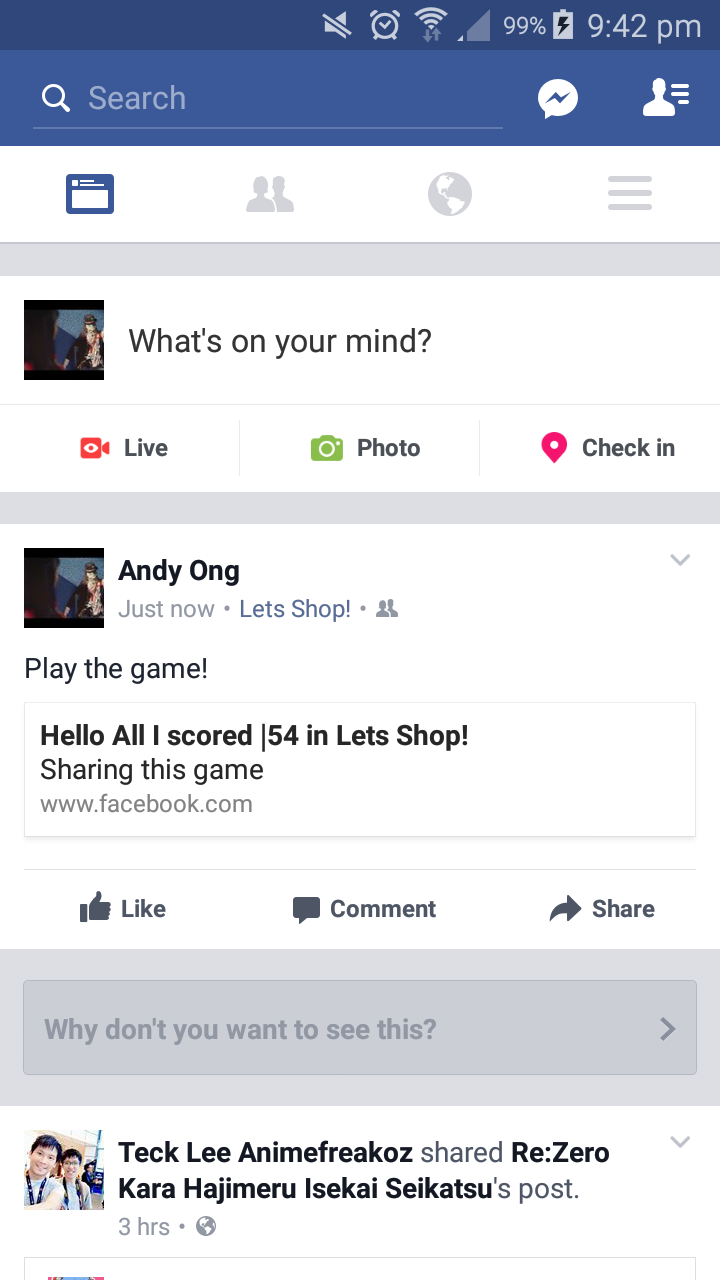 99% 9:42 pm
Search
What's on your mind?
Live Photo Check in
Andy Ong
Just now • Lets Shop! •
Play the game!
Hello All I scored |54 in Lets Shop!
Sharing this game
www.facebook.com
Like Comment Share
Why don't you want to see this?
Teck Lee Animefreakoz shared Re:Zero
Kara Hajimeru Isekai Seikatsu's post.
3 hrs •